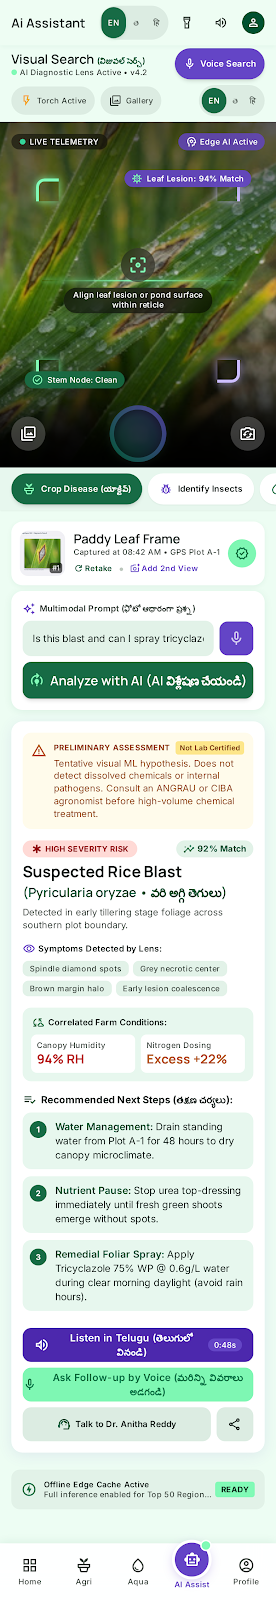 Ai Assistant
EN
త
हि
Visual Search (విజువల్ సెర్చ్)
AI Diagnostic Lens Active • v4.2
Voice Search
Torch Active
Gallery
EN
త
हि
LIVE TELEMETRY
Edge AI Active
Leaf Lesion: 94% Match
Align leaf lesion or pond surface
within reticle
Stem Node: Clean
Crop Disease (యాక్టివ్)
Identify Insects
#1
Paddy Leaf Frame
Captured at 08:42 AM • GPS Plot A-1
Retake
Add 2nd View
Multimodal Prompt (ఫోటో ఆధారంగా ప్రశ్న)
Is this blast and can I spray tricyclaz
Analyze with AI (AI విశ్లేషణ చేయండి)
PRELIMINARY ASSESSMENT
Not Lab Certified
Tentative visual ML hypothesis. Does not
detect dissolved chemicals or internal
pathogens. Consult an ANGRAU or CIBA
agronomist before high-volume chemical
treatment.
HIGH SEVERITY RISK
92% Match
Suspected Rice Blast
(Pyricularia oryzae • వరి అగ్గి తెగులు)
Detected in early tillering stage foliage across
southern plot boundary.
Symptoms Detected by Lens:
Spindle diamond spots
Grey necrotic center
Brown margin halo
Early lesion coalescence
Correlated Farm Conditions:
Canopy Humidity
94% RH
Nitrogen Dosing
Excess +22%
Recommended Next Steps (తక్షణ చర్యలు):
1
Water Management: Drain standing
water from Plot A-1 for 48 hours to dry
canopy microclimate.
2
Nutrient Pause: Stop urea top-dressing
immediately until fresh green shoots
emerge without spots.
3
Remedial Foliar Spray: Apply
Tricyclazole 75% WP @ 0.6g/L water
during clear morning daylight (avoid rain
hours).
Listen in Telugu (తెలుగులో
వినండి)
0:48s
Ask Follow-up by Voice (మరిన్ని వివరాలు
అడగండి)
Talk to Dr. Anitha Reddy
Offline Edge Cache Active
Full inference enabled for Top 50 Region...
READY
Home
Agri
Aqua
AI Assist
Profile